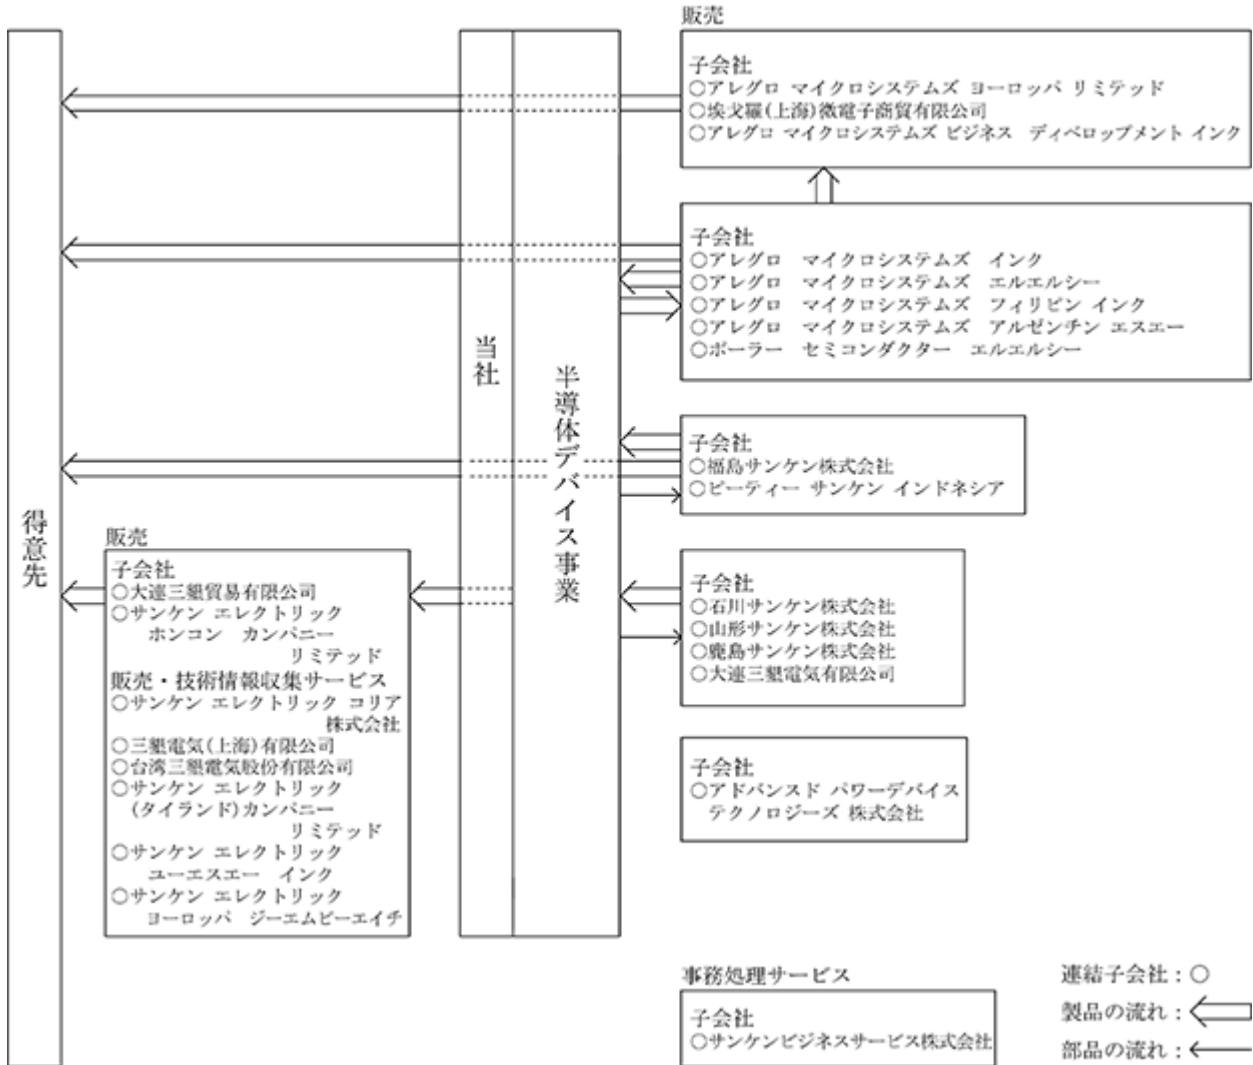 販売
子会社
○アレグロ マイクロシステムズ ヨーロッパ リミテッド
○埃戈羅(上海)微電子商貿有限公司
○アレグロ マイクロシステムズ ビジネス ディベロップメント インク
子会社
○アレグロ マイクロシステムズ インク
○アレグロ マイクロシステムズ エルエルシー
○アレグロ マイクロシステムズ フィリピン インク
○アレグロ マイクロシステムズ アルゼンチン エスエー
○ポーラー セミコンダクター エルエルシー
当社
半導体デバイス事業
子会社
○福島サンケン株式会社
○ピーティー サンケン インドネシア
得意先
販売
子会社
○大連三墾貿易有限公司
○サンケン エレクトリック
ホンコン カンパニー
リミテッド
販売・技術情報収集サービス
○サンケン エレクトリック コリア
株式会社
○三墾電気(上海)有限公司
○台湾三墾電気股份有限公司
○サンケン エレクトリック
(タイランド)カンパニー
リミテッド
○サンケン エレクトリック
ユーエスエー インク
○サンケン エレクトリック
ヨーロッパ ジーエムビーエイチ
子会社
○石川サンケン株式会社
○山形サンケン株式会社
○鹿島サンケン株式会社
○大連三墾電気有限公司
子会社
○アドバンスド パワーデバイス
テクノロジーズ 株式会社
事務処理サービス
子会社
○サンケンビジネスサービス株式会社
連結子会社：○
製品の流れ：
部品の流れ：